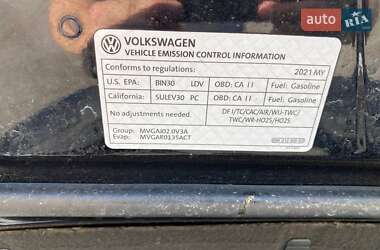 auto RIA
VOLKSWAGEN
VEHICLE EMISSION CONTROL INFORMATION
Conforms to regulations: 2021 MY
U.S. EPA: BIN30 LDV OBD: CA II Fuel: Gasoline
California: SULEV30 PC OBD: CA II Fuel: Gasoline
No adjustments needed. DFI/TC/CAC/AIR/WU-TWC/
TWC/WR-HO2S/HO2S
Group: MVGAJ02.0V3A
Evap: MVGAR0135ACT